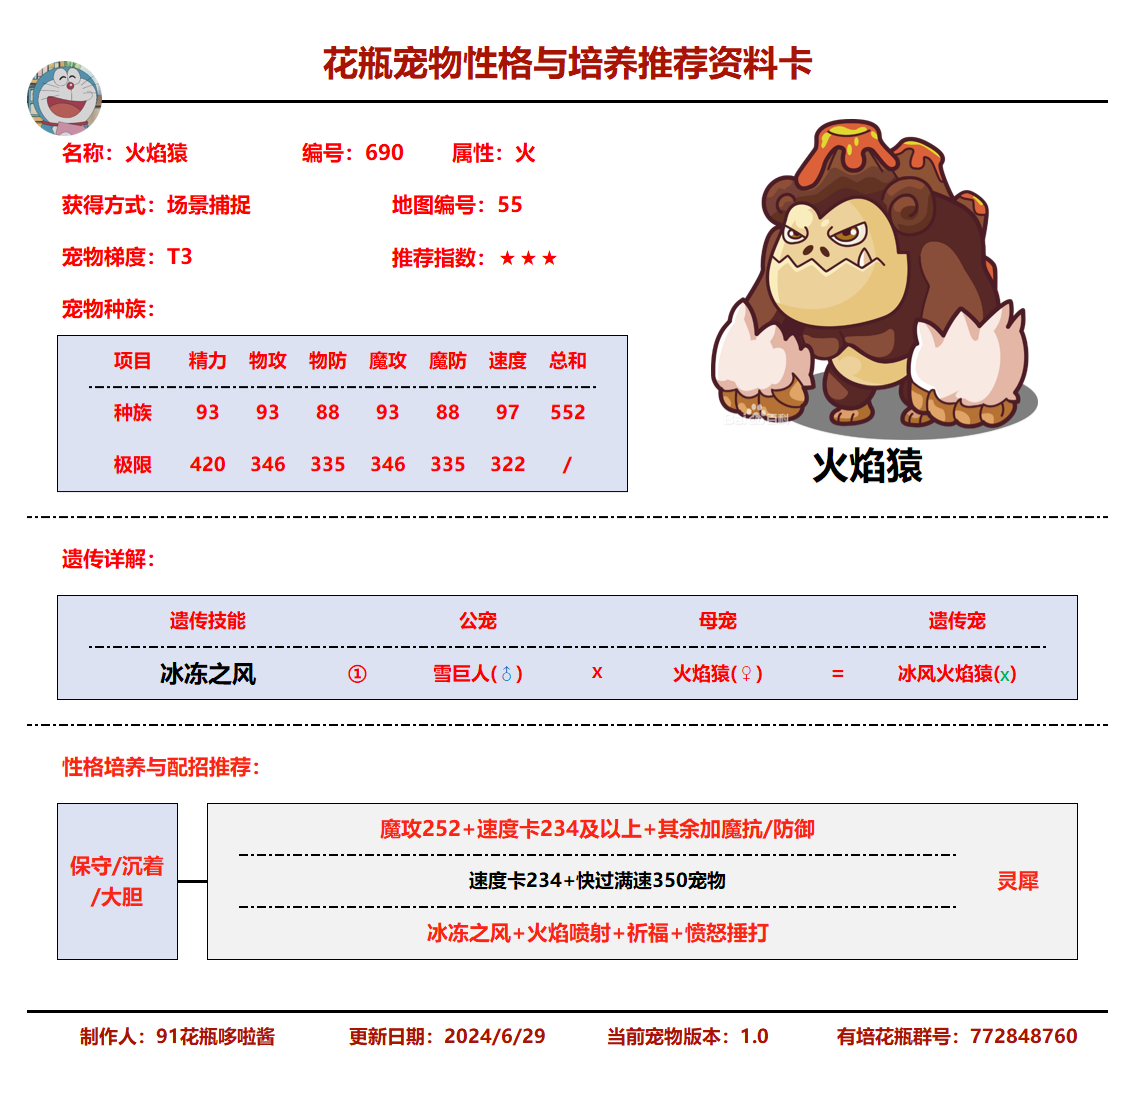 花瓶宠物性格与培养推荐资料卡
名称：火焰猿 编号：690 属性：火
获得方式：场景捕捉 地图编号：55
宠物梯度：T3 推荐指数：★★★
宠物种族：
项目 精力 物攻 物防 魔攻 魔防 速度 总和
种族 93 93 88 93 88 97 552
极限 420 346 335 346 335 322 /
火焰猿
遗传详解：
遗传技能 公宠 母宠 遗传宠
冰冻之风 ① 雪巨人(♂) x 火焰猿(♀) = 冰风火焰猿(x)
性格培养与配招推荐：
保守/沉着
/大胆
魔攻252+速度卡234及以上+其余加魔抗/防御
速度卡234+快过满速350宠物
灵犀
冰冻之风+火焰喷射+祈福+愤怒捶打
制作人：91花瓶哆啦酱 更新日期：2024/6/29 当前宠物版本：1.0 有培花瓶群号：772848760